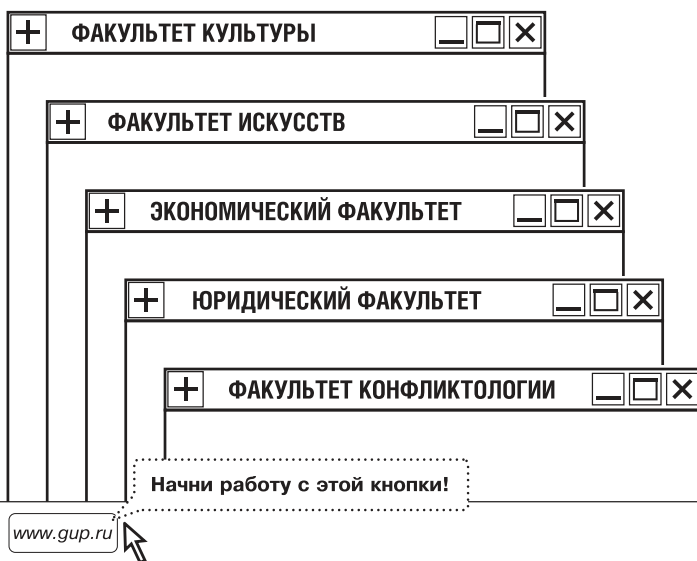 ФАКУЛЬТЕТ КУЛЬТУРЫ
ФАКУЛЬТЕТ ИСКУССТВ
ЭКОНОМИЧЕСКИЙ ФАКУЛЬТЕТ
ЮРИДИЧЕСКИЙ ФАКУЛЬТЕТ
ФАКУЛЬТЕТ КОНФЛИКТОЛОГИИ
Начни работу с этой кнопки!
www.gup.ru